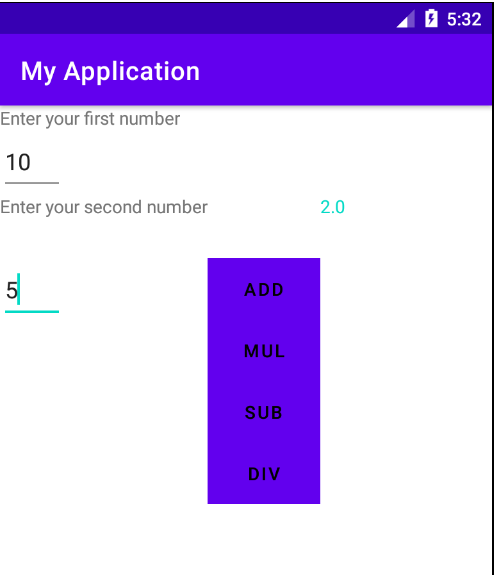 5:32
My Application
Enter your first number
10
Enter your second number
2.0
5
ADD
MUL
SUB
DIV